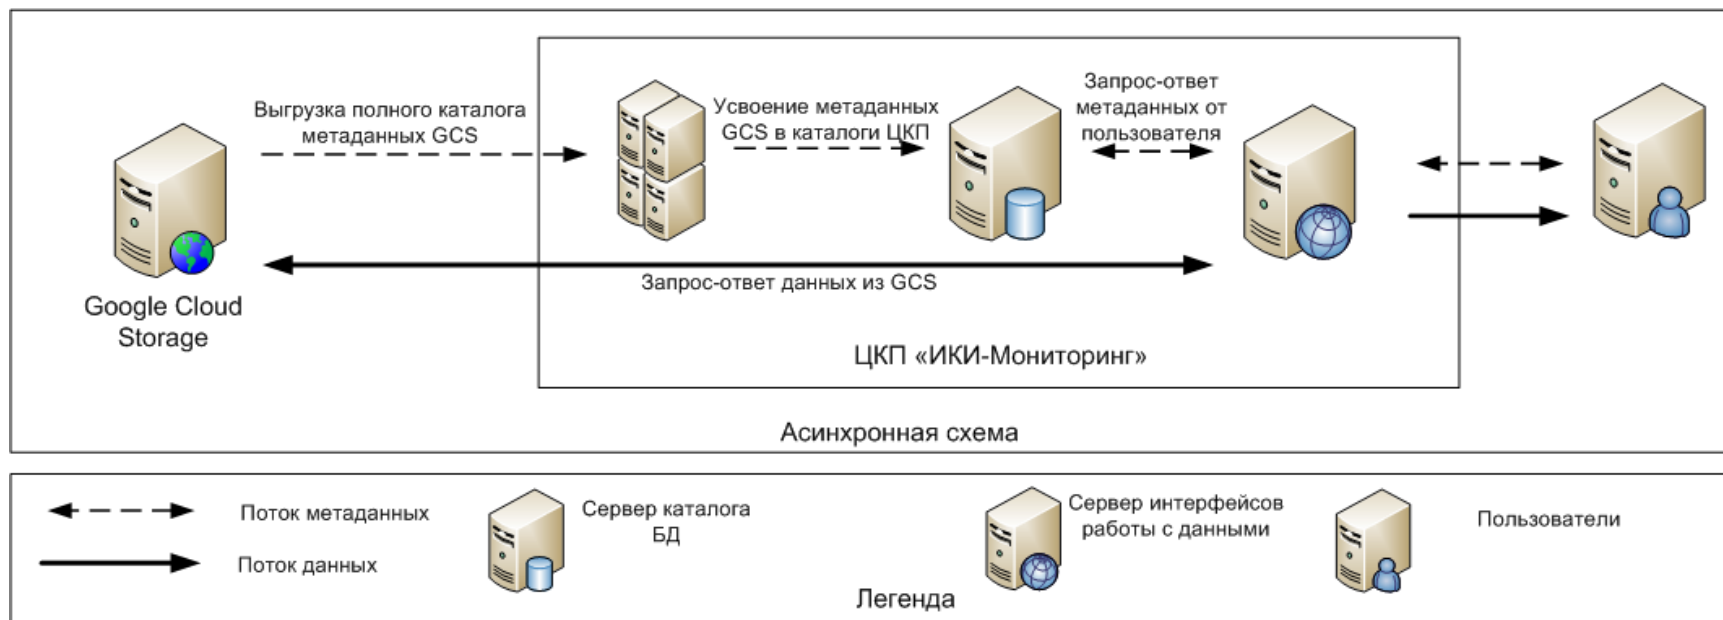 Выгрузка полного каталога
метаданных GCS
Усвоение метаданных
GCS в каталоги ЦКП
Запрос-ответ
метаданных от
пользователя
Запрос-ответ данных из GCS
Google Cloud
Storage
ЦКП «ИКИ-Мониторинг»
Асинхронная схема
Поток метаданных
Поток данных
Сервер каталога
БД
Сервер интерфейсов
работы с данными
Пользователи
Легенда